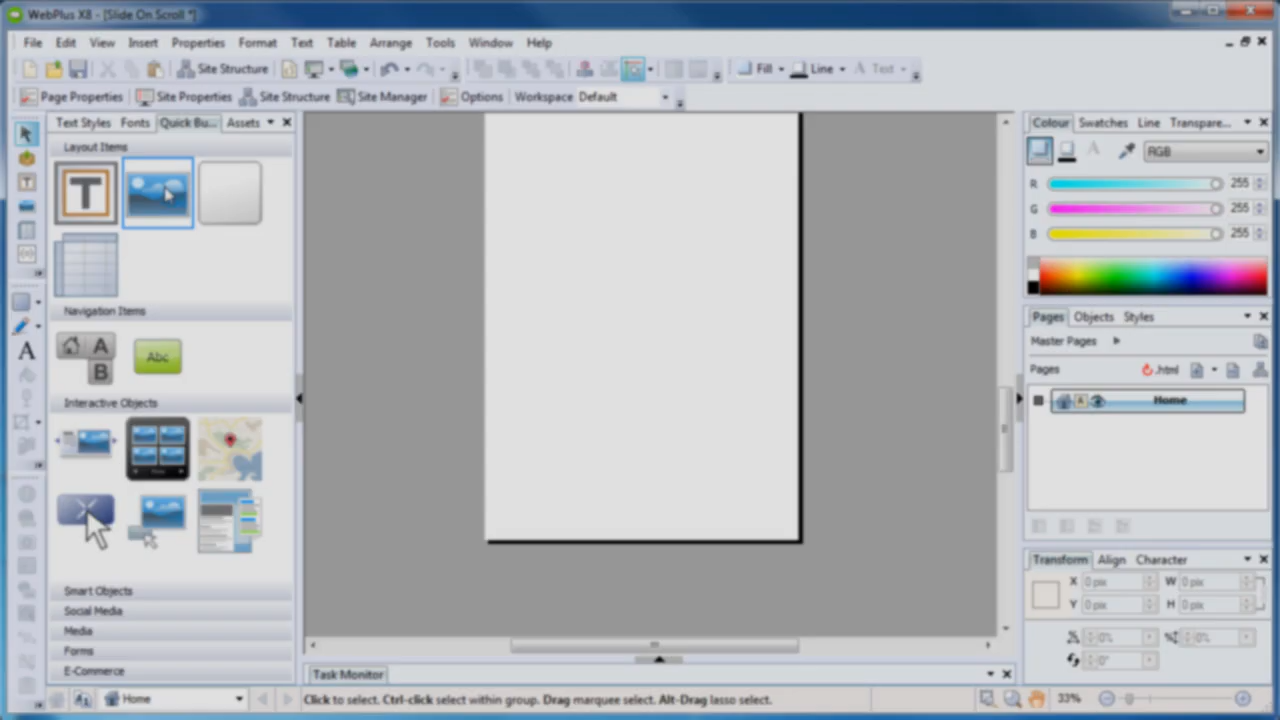 WebPlus X8 - [Slide On Scroll *]
File Edit View Insert Properties Format Text Table Arrange Tools Window Help
Site Structure Fill Line A Text
Page Properties Site Properties Site Structure Site Manager Options Workspace Default
Text Styles Fonts Quick Bu... Assets
Layout Items
T
Navigation Items
A
B
Abc
Interactive Objects
Smart Objects
Social Media
Media
Forms
E-Commerce
A
Colour Swatches Line Transpare...
A RGB
R 255
G 255
B 255
Pages Objects Styles
Master Pages
Pages .html
A Home
Transform Align Character
X 0 pix W 0 pix
Y 0 pix H 0 pix
0% 0%
0°
Task Monitor
Home Click to select. Ctrl-click select within group. Drag marquee select. Alt-Drag lasso select. 33%